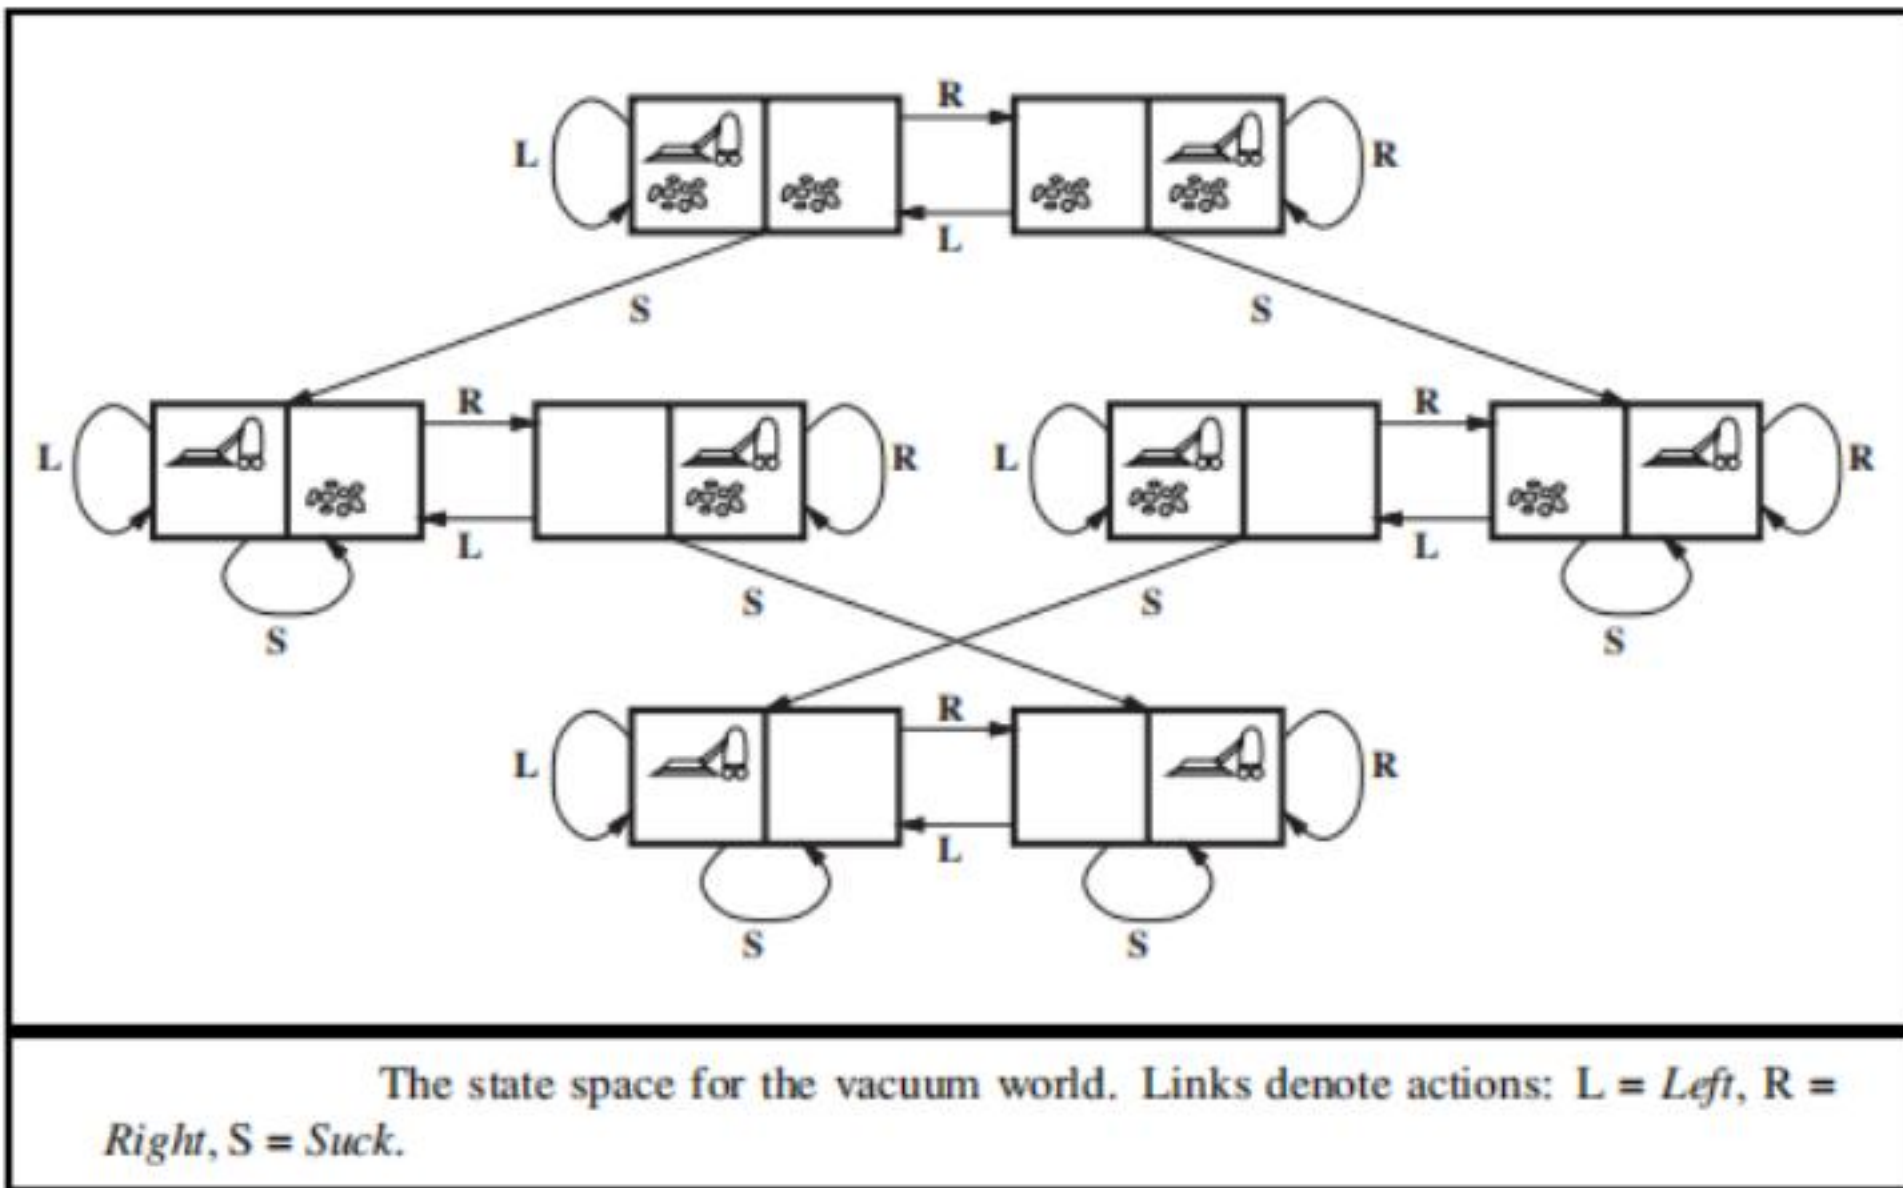 R
L
R
L
S
S
R
R
L
R
L
R
L
L
S
S
S
S
R
L
R
L
S
S
The state space for the vacuum world. Links denote actions: L = Left, R =
Right, S = Suck.